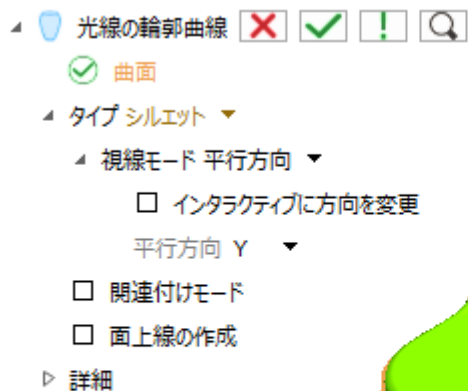 光線の輪郭曲線
曲面
タイプ シルエット
視線モード 平行方向
インタラクティブに方向を変更
平行方向 Y
関連付けモード
面上線の作成
詳細